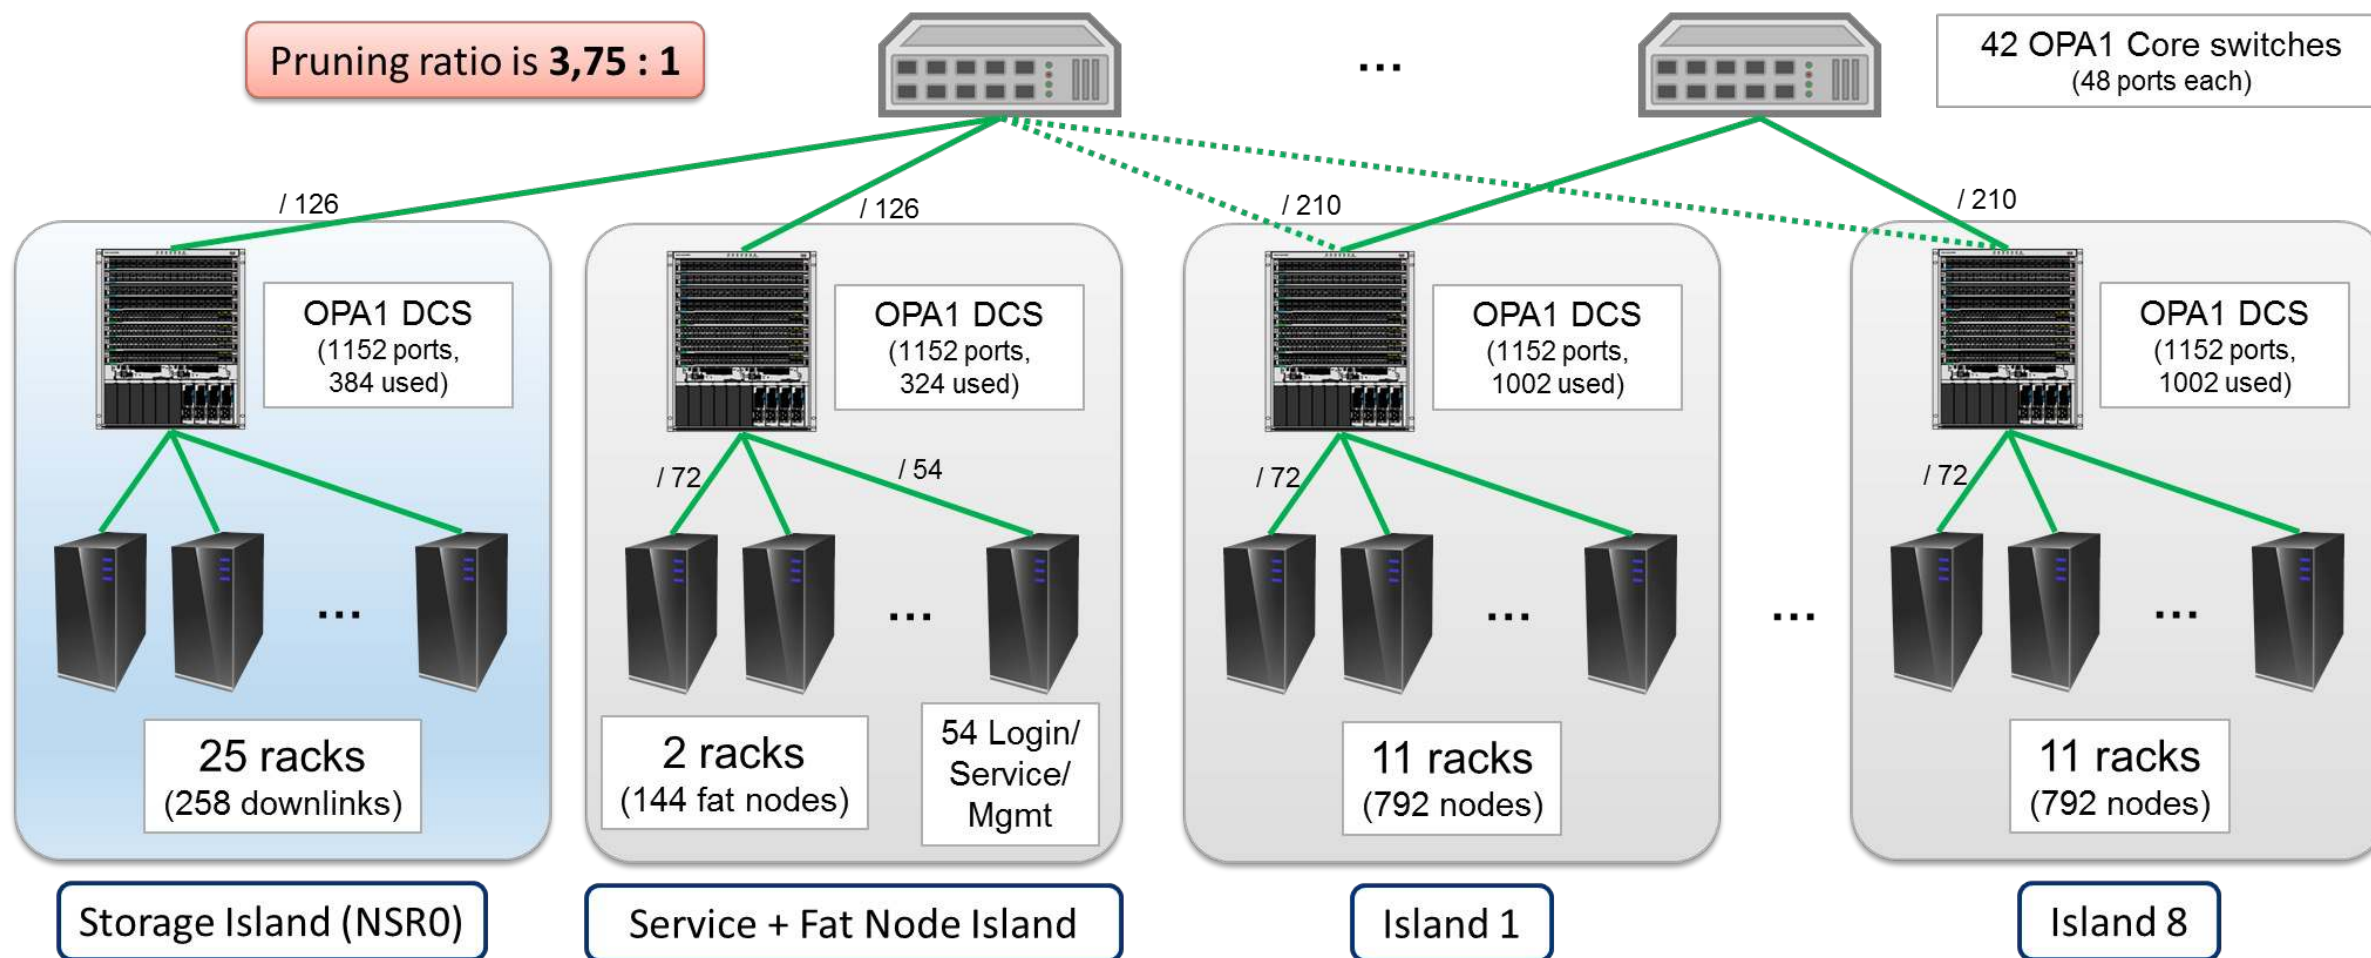 Pruning ratio is 3,75 : 1
...
42 OPA1 Core switches
(48 ports each)
/ 126
/ 126
/ 210
/ 210
OPA1 DCS
(1152 ports,
384 used)
OPA1 DCS
(1152 ports,
324 used)
OPA1 DCS
(1152 ports,
1002 used)
OPA1 DCS
(1152 ports,
1002 used)
/ 72
/ 54
/ 72
/ 72
...
...
...
...
...
25 racks
(258 downlinks)
2 racks
(144 fat nodes)
54 Login/
Service/
Mgmt
11 racks
(792 nodes)
11 racks
(792 nodes)
Storage Island (NSR0)
Service + Fat Node Island
Island 1
Island 8